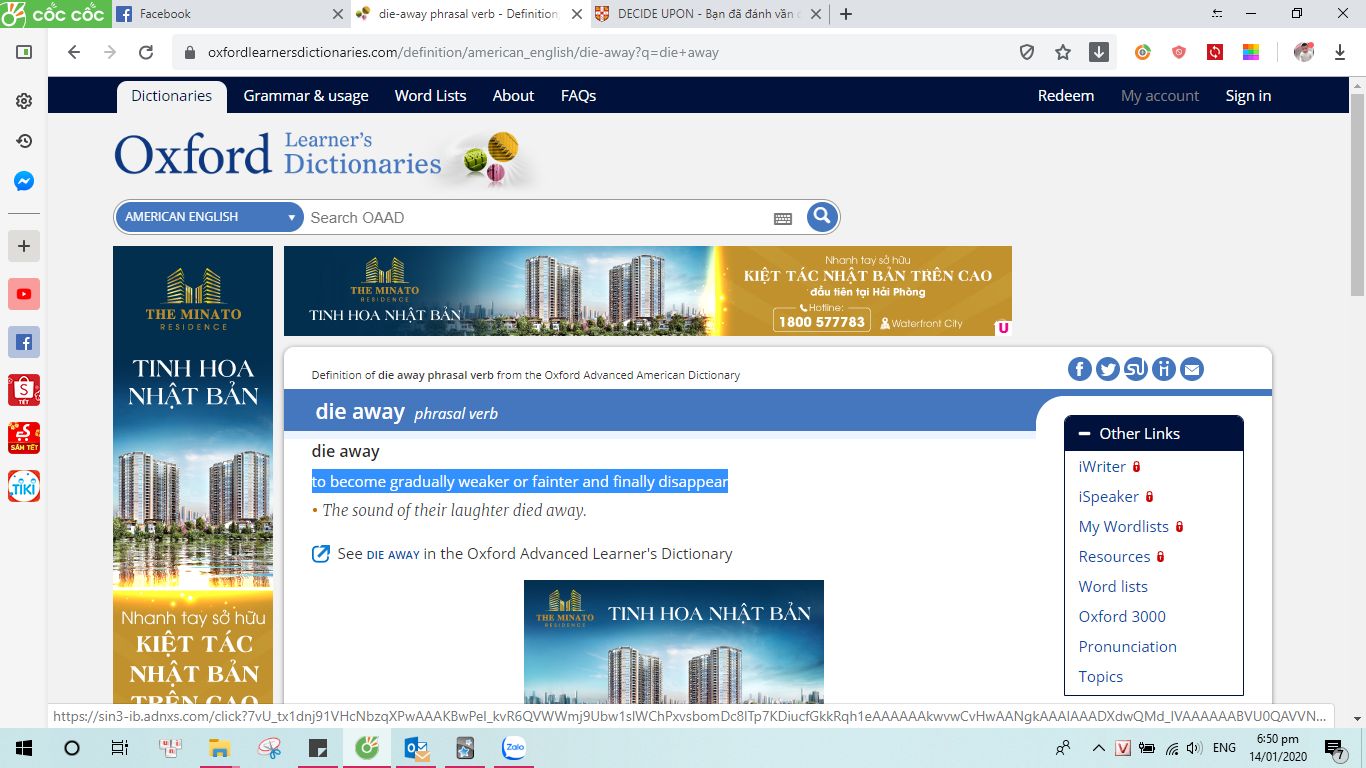 cốc cốc
Facebook
die-away phrasal verb - Definition
DECIDE UPON - Bạn đã đánh vần
oxfordlearnersdictionaries.com/definition/american_english/die-away?q=die+away
Dictionaries
Grammar & usage
Word Lists
About
FAQs
Redeem
My account
Sign in
Oxford
Learner's
Dictionaries
AMERICAN ENGLISH
Search OAAD
THE MINATO
RESIDENCE
TINH HOA
NHẬT BẢN
Nhanh tay sở hữu
KIỆT TÁC
NHẬT BẢN
TRÊN CAO
THE MINATO
RESIDENCE
TINH HOA NHẬT BẢN
Nhanh tay sở hữu
KIỆT TÁC NHẬT BẢN TRÊN CAO
đầu tiên tại Hải Phòng
Hotline:
1800 577783
Waterfront City
U
Definition of die away phrasal verb from the Oxford Advanced American Dictionary
die away phrasal verb
die away
to become gradually weaker or fainter and finally disappear
• The sound of their laughter died away.
See DIE AWAY in the Oxford Advanced Learner's Dictionary
THE MINATO
RESIDENCE
TINH HOA NHẬT BẢN
Other Links
iWriter
iSpeaker
My Wordlists
Resources
Word lists
Oxford 3000
Pronunciation
Topics
TẾT
SẮM TẾT
TIKI
Zalo
ENG
6:50 pm
14/01/2020
7